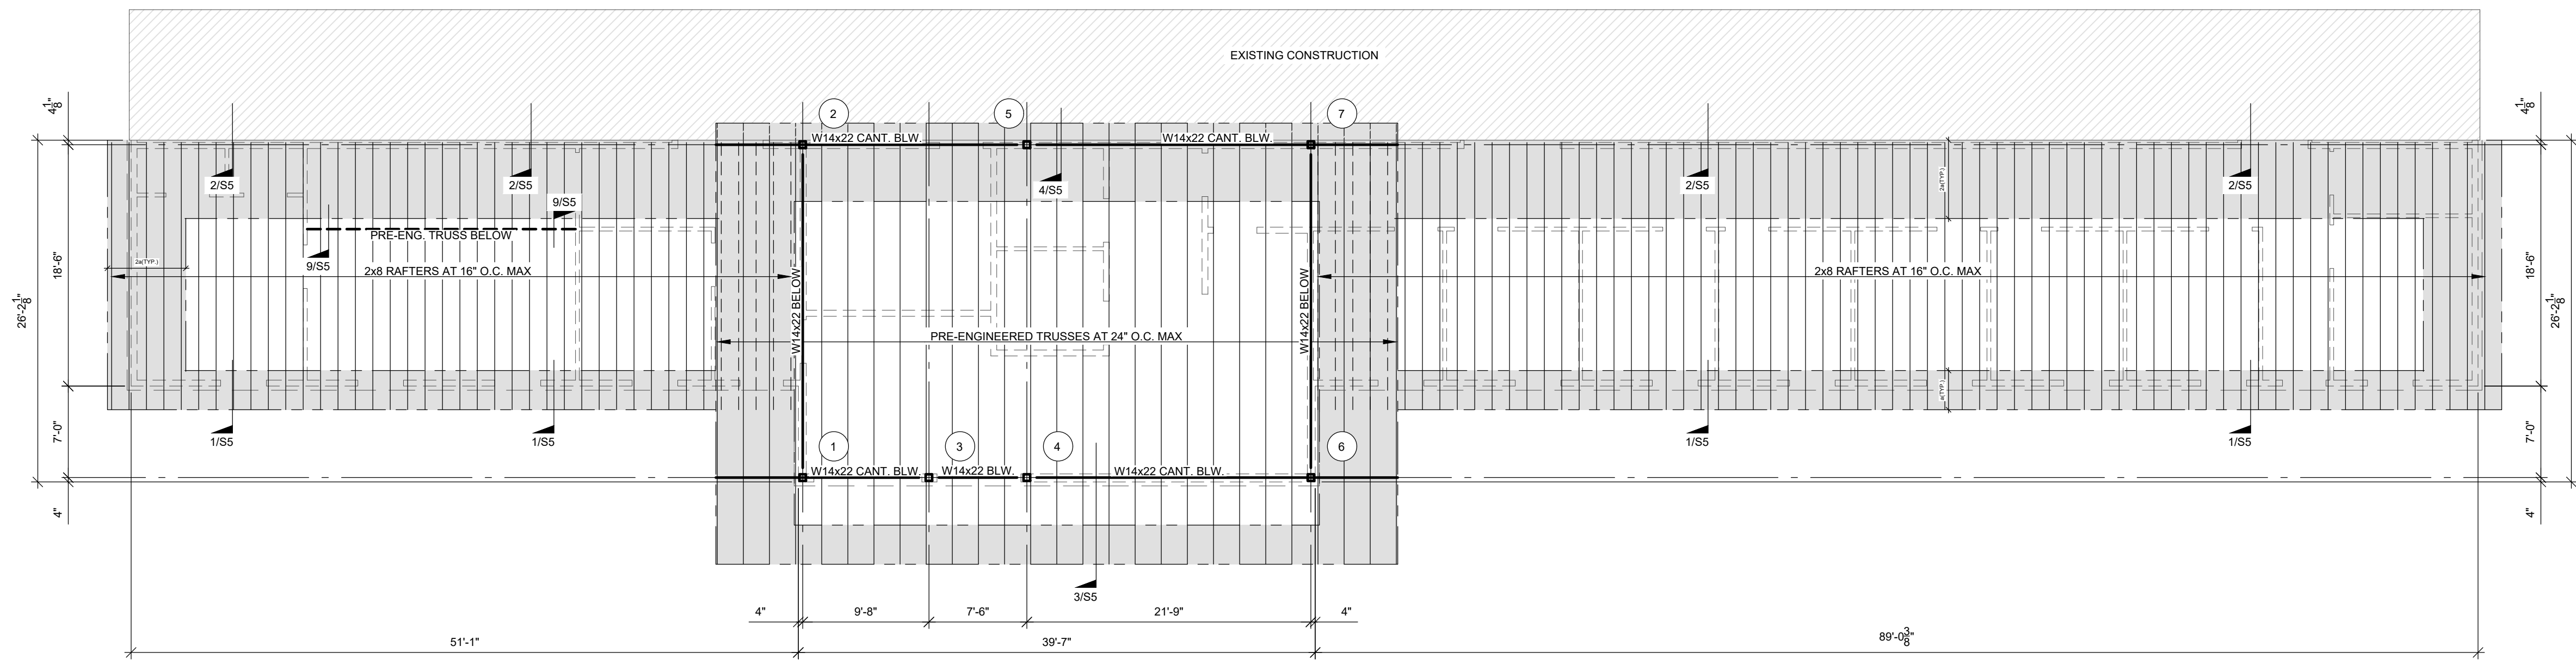 EXISTING CONSTRUCTION
4 1/8"
4 1/8"
2
5
7
W14x22 CANT. BLW.
W14x22 CANT. BLW.
2/S5
2/S5
4/S5
2/S5
2/S5
2a(TYP.)
9/S5
PRE-ENG. TRUSS BELOW
2a(TYP.)
9/S5
18'-6"
18'-6"
2x8 RAFTERS AT 16" O.C. MAX
2x8 RAFTERS AT 16" O.C. MAX
26'-2 1/8"
26'-2 1/8"
W14x22 BELOW
W14x22 BELOW
PRE-ENGINEERED TRUSSES AT 24" O.C. MAX
a(TYP.)
7'-0"
7'-0"
1/S5
1/S5
1/S5
1/S5
1
3
4
6
W14x22 CANT. BLW.
W14x22 BLW.
W14x22 CANT. BLW.
4"
4"
3/S5
4"
9'-8"
7'-6"
21'-9"
4"
51'-1"
39'-7"
89'-0 3/8"